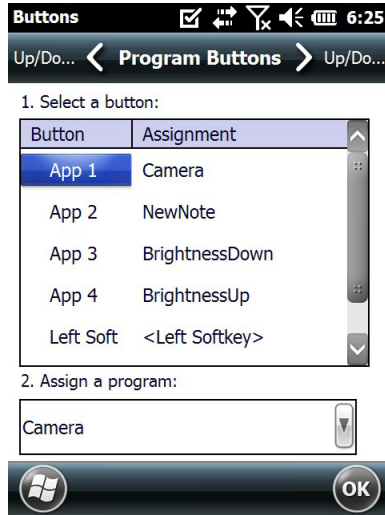 Buttons 6:25
Up/Do... Program Buttons Up/Do...
1. Select a button:
Button Assignment
App 1 Camera
App 2 NewNote
App 3 BrightnessDown
App 4 BrightnessUp
Left Soft <Left Softkey>
2. Assign a program:
Camera
OK